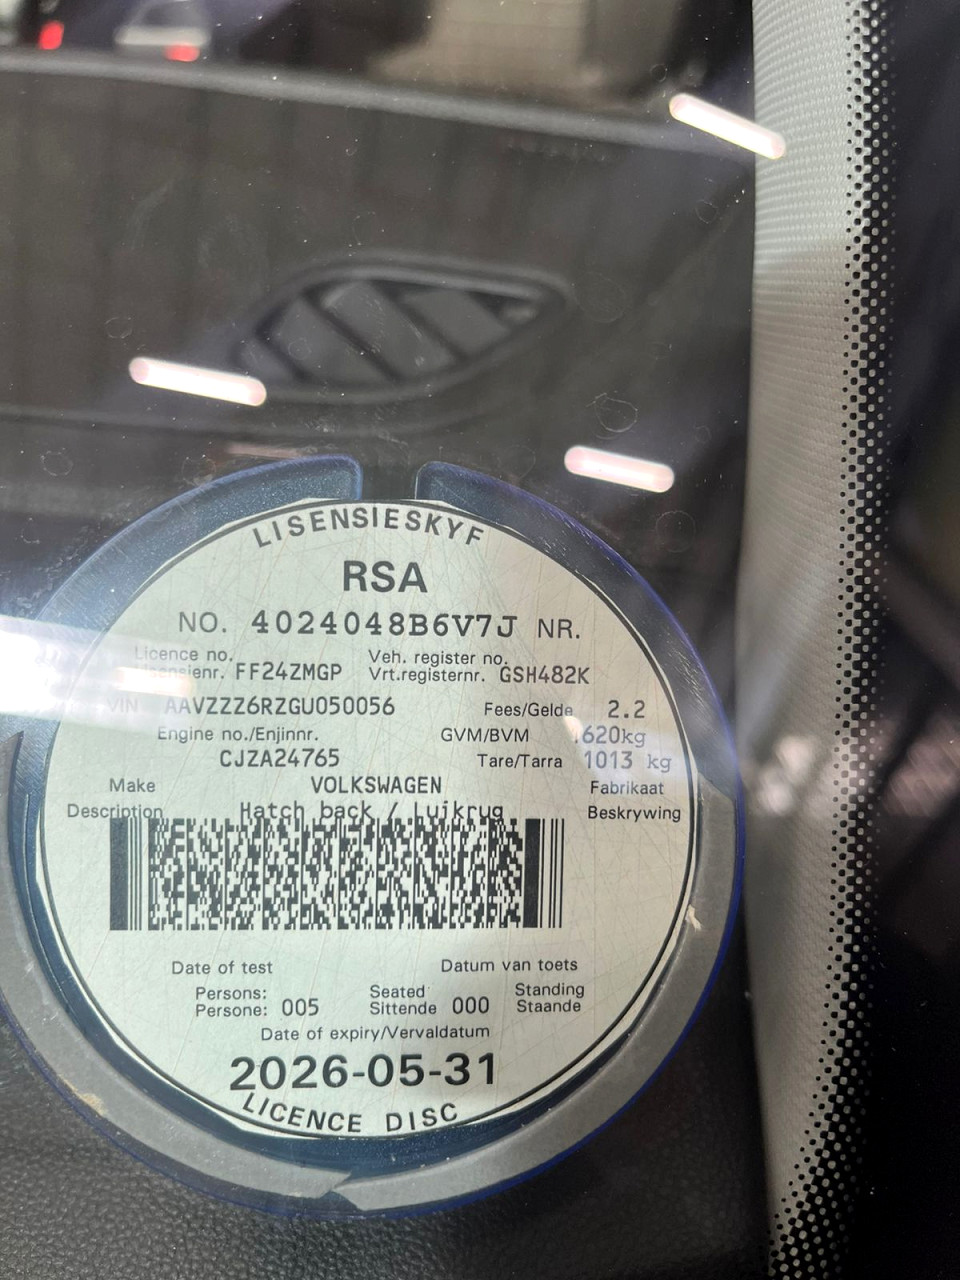 LISENSIESKYF
RSA
NO. 4024048B6V7J NR.
Licence no. Veh. register no.
Lisensienr. FF24ZMGP Vrt.registernr. GSH482K
VIN AAVZZZ6RZGU050056 Fees/Gelde 2.2
Engine no./Enjinnr. GVM/BVM 620kg
CJZA24765 Tare/Tarra 1013 kg
Make VOLKSWAGEN Fabrikaat
Description Hatch back / Luikrug Beskrywing
Date of test Datum van toets
Persons: Seated Standing
Persone: 005 Sittende 000 Staande
Date of expiry/Vervaldatum
2026-05-31
LICENCE DISC